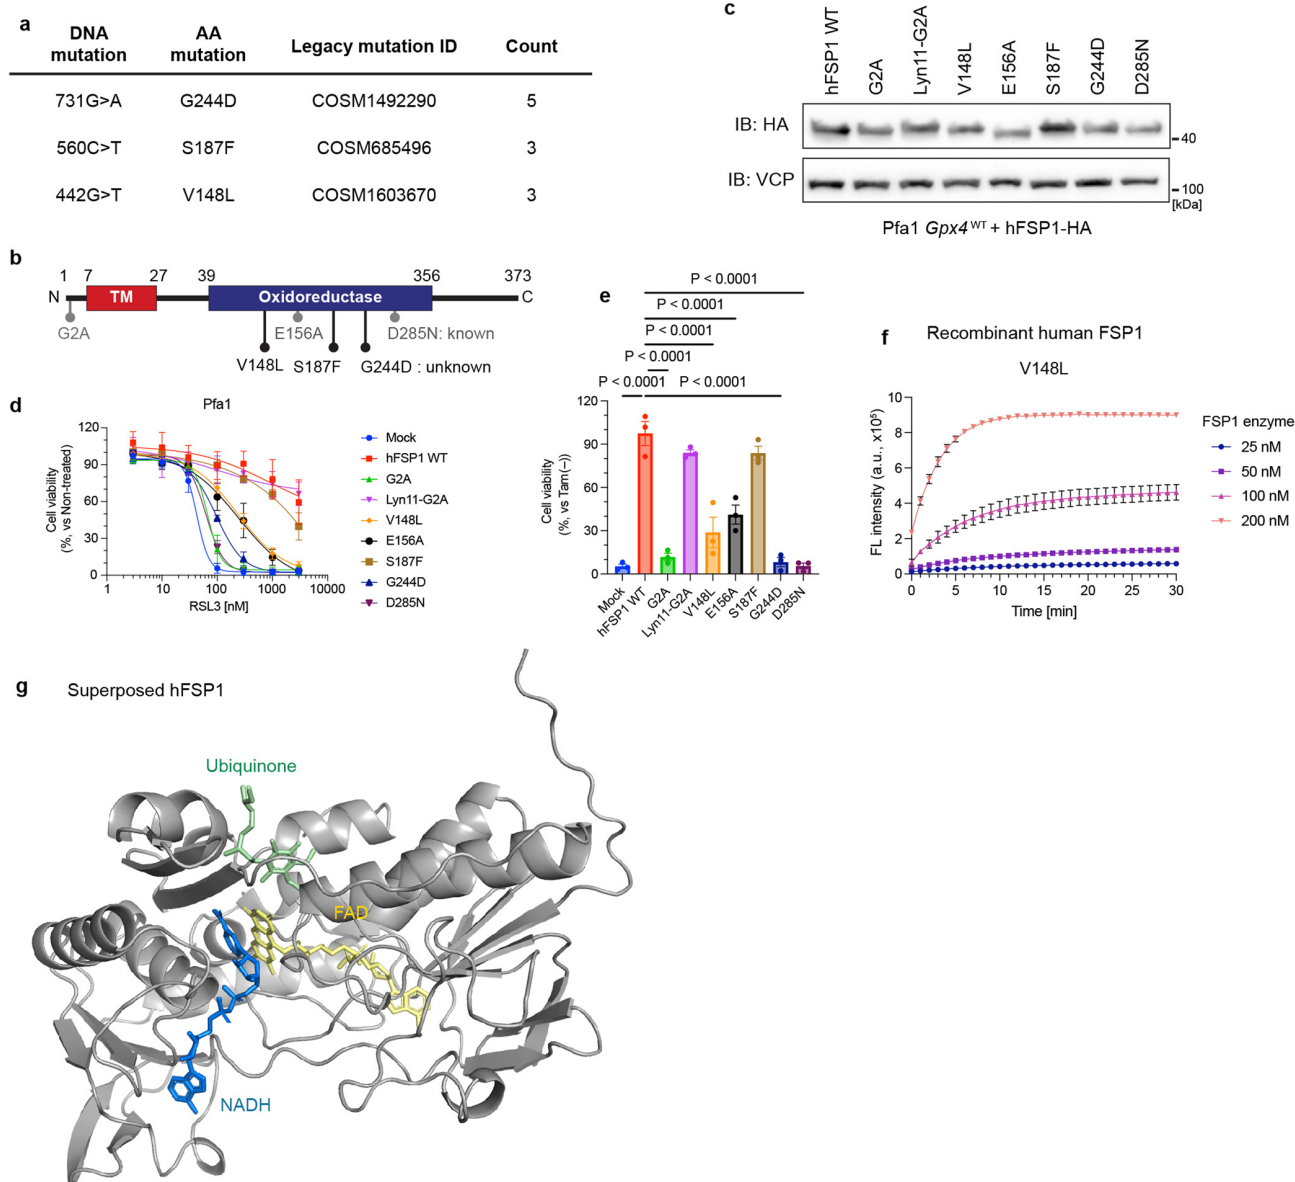 a
DNA mutation AA mutation Legacy mutation ID Count
731G>A G244D COSM1492290 5
560C>T S187F COSM685496 3
442G>T V148L COSM1603670 3
b
1 7 27 39 356 373
N TM Oxidoreductase C
G2A E156A D285N: known
V148L S187F G244D : unknown
c
hFSP1 WT G2A Lyn11-G2A V148L E156A S187F G244D D285N
IB: HA
40
IB: VCP
100
[kDa]
Pfa1 Gpx4 WT + hFSP1-HA
d
Pfa1
Cell viability
(%, vs Non-treated)
120
90
60
30
0
1 10 100 1000 10000
RSL3 [nM]
Mock
hFSP1 WT
G2A
Lyn11-G2A
V148L
E156A
S187F
G244D
D285N
e
P < 0.0001
P < 0.0001
P < 0.0001
P < 0.0001
P < 0.0001 P < 0.0001
Cell viability
(%, vs Tam(–))
120
90
60
30
0
Mock hFSP1 WT G2A Lyn11-G2A V148L E156A S187F G244D D285N
f
Recombinant human FSP1
V148L
FL intensity (a.u., x10⁵)
10
8
6
4
2
0
0 5 10 15 20 25 30
Time [min]
FSP1 enzyme
25 nM
50 nM
100 nM
200 nM
g
Superposed hFSP1
Ubiquinone
FAD
NADH